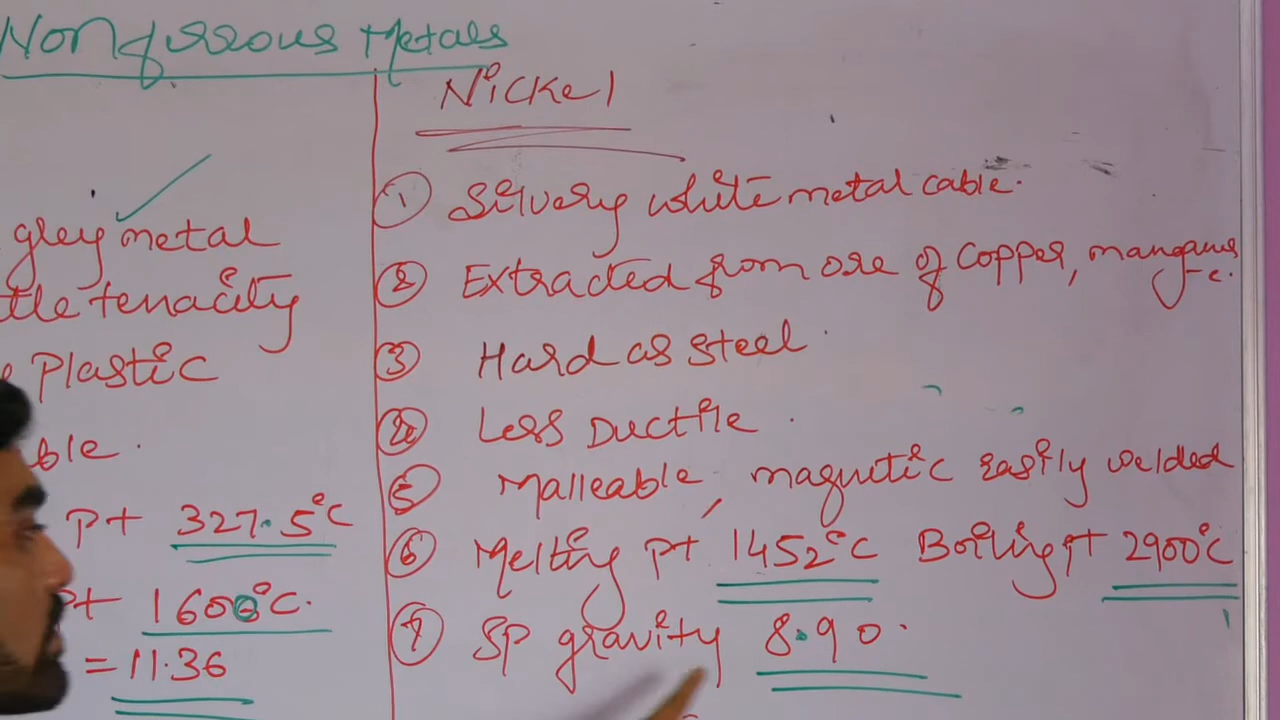 Nonferrous Metals
grey metal
tle tenacity
Plastic
ble.
Pt 327.5°C
Pt 1600°C.
= 11.36
Nickel
① Silvery white metal cable.
② Extracted from ore of Copper, manganes
-e.
③ Hard as steel
④ Less Ductile
⑤ Malleable, magnetic easily welded
⑥ Melting pt 1452°C Boiling pt 2900°C
⑦ SP gravity 8.90.